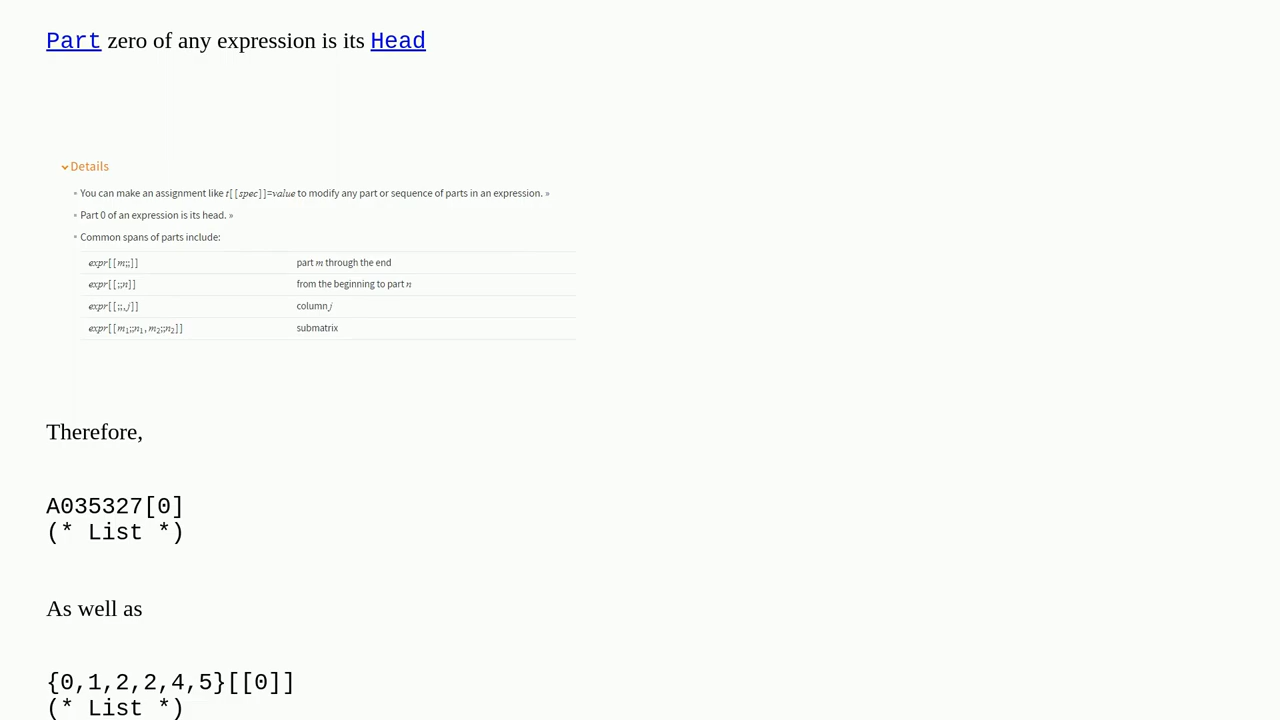 Part zero of any expression is its Head
Details
▪ You can make an assignment like t[[spec]]=value to modify any part or sequence of parts in an expression. »
▪ Part 0 of an expression is its head. »
▪ Common spans of parts include:
expr[[m;;]] part m through the end
expr[[;;n]] from the beginning to part n
expr[[;;,j]] column j
expr[[m₁;;n₁,m₂;;n₂]] submatrix
Therefore,
A035327[0]
(* List *)
As well as
{0,1,2,2,4,5}[[0]]
(* List *)